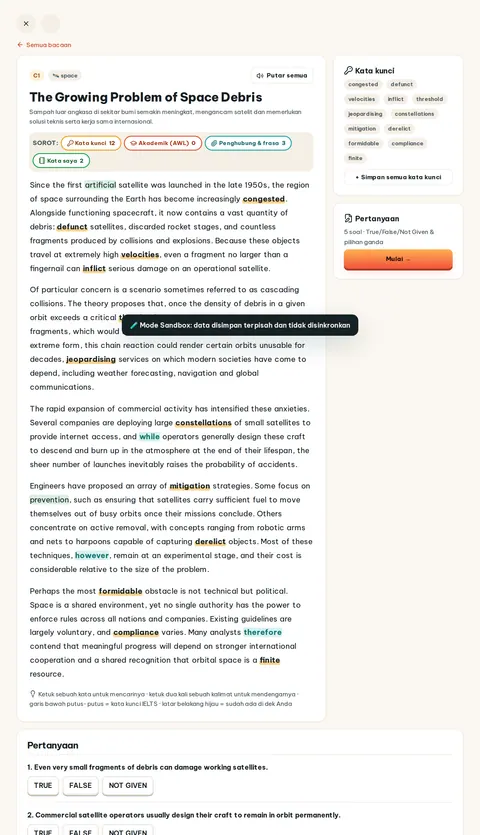 ← Semua bacaan
C1
space
Putar semua
The Growing Problem of Space Debris
Sampah luar angkasa di sekitar bumi semakin meningkat, mengancam satelit dan memerlukan
solusi teknis serta kerja sama internasional.
SOROT:
Kata kunci 12
Akademik (AWL) 0
Penghubung & frasa 3
Kata saya 2
Since the first artificial satellite was launched in the late 1950s, the region
of space surrounding the Earth has become increasingly congested.
Alongside functioning spacecraft, it now contains a vast quantity of
debris: defunct satellites, discarded rocket stages, and countless
fragments produced by collisions and explosions. Because these objects
travel at extremely high velocities, even a fragment no larger than a
fingernail can inflict serious damage on an operational satellite.
Of particular concern is a scenario sometimes referred to as cascading
collisions. The theory proposes that, once the density of debris in a given
orbit exceeds a critical
fragments, which would
Mode Sandbox: data disimpan terpisah dan tidak disinkronkan
extreme form, this chain reaction could render certain orbits unusable for
decades, jeopardising services on which modern societies have come to
depend, including weather forecasting, navigation and global
communications.
The rapid expansion of commercial activity has intensified these anxieties.
Several companies are deploying large constellations of small satellites to
provide internet access, and while operators generally design these craft
to descend and burn up in the atmosphere at the end of their lifespan, the
sheer number of launches inevitably raises the probability of accidents.
Engineers have proposed an array of mitigation strategies. Some focus on
prevention, such as ensuring that satellites carry sufficient fuel to move
themselves out of busy orbits once their missions conclude. Others
concentrate on active removal, with concepts ranging from robotic arms
and nets to harpoons capable of capturing derelict objects. Most of these
techniques, however, remain at an experimental stage, and their cost is
considerable relative to the size of the problem.
Perhaps the most formidable obstacle is not technical but political.
Space is a shared environment, yet no single authority has the power to
enforce rules across all nations and companies. Existing guidelines are
largely voluntary, and compliance varies. Many analysts therefore
contend that meaningful progress will depend on stronger international
cooperation and a shared recognition that orbital space is a finite
resource.
Ketuk sebuah kata untuk mencarinya · ketuk dua kali sebuah kalimat untuk mendengarnya ·
garis bawah putus-putus = kata kunci IELTS · latar belakang hijau = sudah ada di dek Anda
Kata kunci
congested defunct
velocities inflict threshold
jeopardising constellations
mitigation derelict
formidable compliance
finite
+ Simpan semua kata kunci
Pertanyaan
5 soal · True/False/Not Given &
pilihan ganda
Mulai →
Pertanyaan
1. Even very small fragments of debris can damage working satellites.
TRUE FALSE NOT GIVEN
2. Commercial satellite operators usually design their craft to remain in orbit permanently.
TRUE FALSE NOT GIVEN